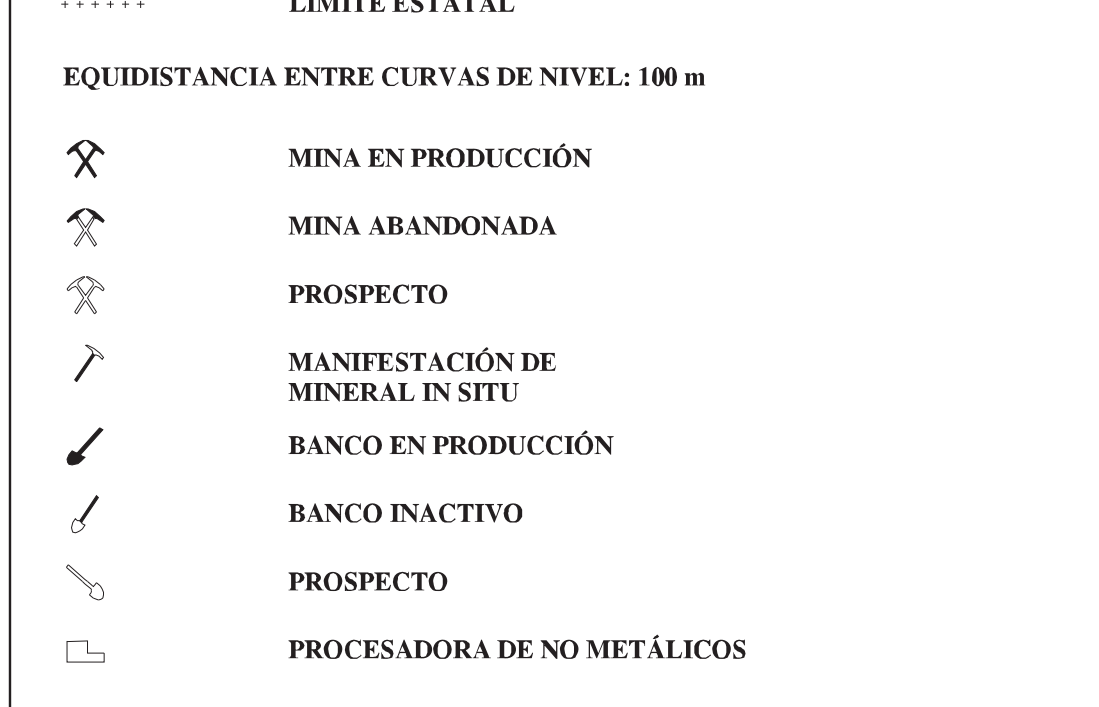 LIMITE ESTATAL
EQUIDISTANCIA ENTRE CURVAS DE NIVEL: 100 m
MINA EN PRODUCCIÓN
MINA ABANDONADA
PROSPECTO
MANIFESTACIÓN DE
MINERAL IN SITU
BANCO EN PRODUCCIÓN
BANCO INACTIVO
PROSPECTO
PROCESADORA DE NO METÁLICOS